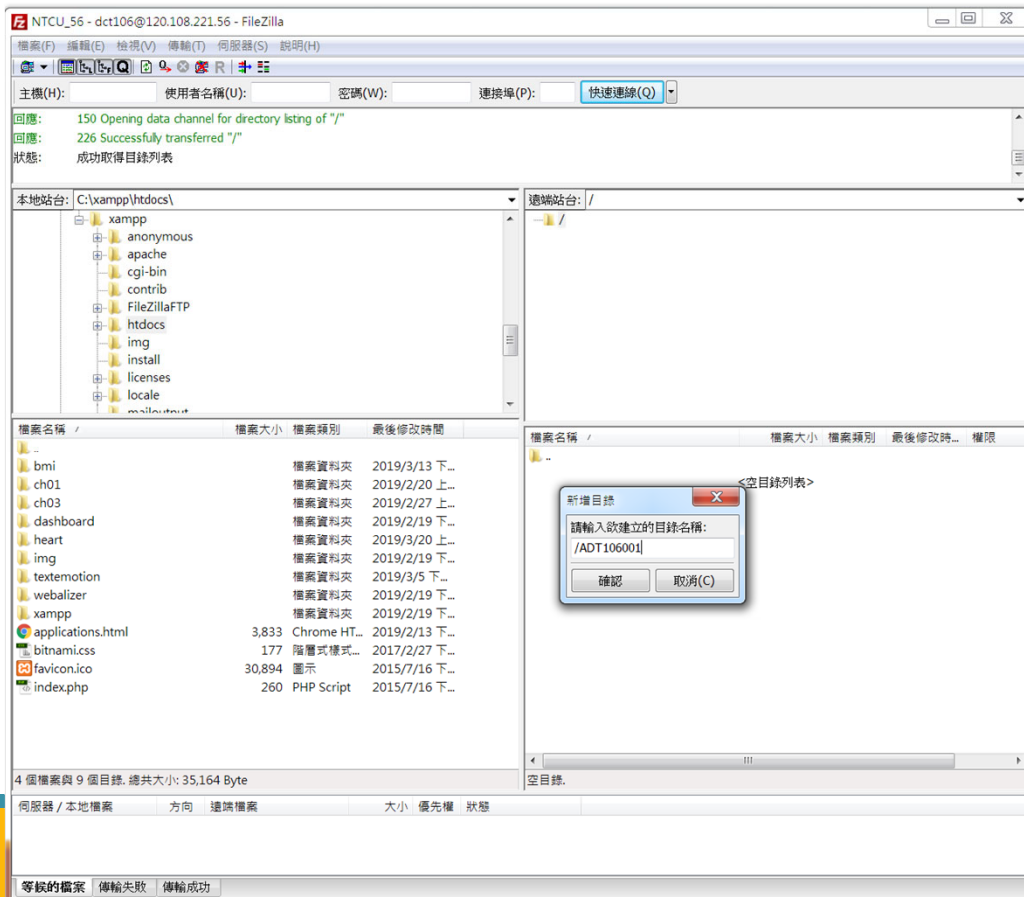 NTCU_56 - dct106@120.108.221.56 - FileZilla
檔案(F) 編輯(E) 檢視(V) 傳輸(T) 伺服器(S) 說明(H)
主機(H): 使用者名稱(U): 密碼(W): 連接埠(P): 快速連線(Q)
回應: 150 Opening data channel for directory listing of "/"
回應: 226 Successfully transferred "/"
狀態: 成功取得目錄列表
本地站台: C:\xampp\htdocs\
xampp
anonymous
apache
cgi-bin
contrib
FileZillaFTP
htdocs
img
install
licenses
locale
mailoutput
遠端站台: /
/
檔案名稱 / 檔案大小 檔案類別 最後修改時間
..
bmi 檔案資料夾 2019/3/13 下...
ch01 檔案資料夾 2019/2/20 上...
ch03 檔案資料夾 2019/2/27 上...
dashboard 檔案資料夾 2019/2/19 下...
heart 檔案資料夾 2019/3/20 上...
img 檔案資料夾 2019/2/19 下...
textemotion 檔案資料夾 2019/3/5 下...
webalizer 檔案資料夾 2019/2/19 下...
xampp 檔案資料夾 2019/2/19 下...
applications.html 3,833 Chrome HT... 2019/2/13 下...
bitnami.css 177 階層式樣式... 2017/2/27 下...
favicon.ico 30,894 圖示 2015/7/16 下...
index.php 260 PHP Script 2015/7/16 下...
4 個檔案與 9 個目錄. 總共大小: 35,164 Byte
檔案名稱 / 檔案大小 檔案類別 最後修改時... 權限
..
<空目錄列表>
新增目錄
請輸入欲建立的目錄名稱:
/ADT106001
確認 取消(C)
空目錄.
伺服器 / 本地檔案 方向 遠端檔案 大小 優先權 狀態
等候的檔案 傳輸失敗 傳輸成功